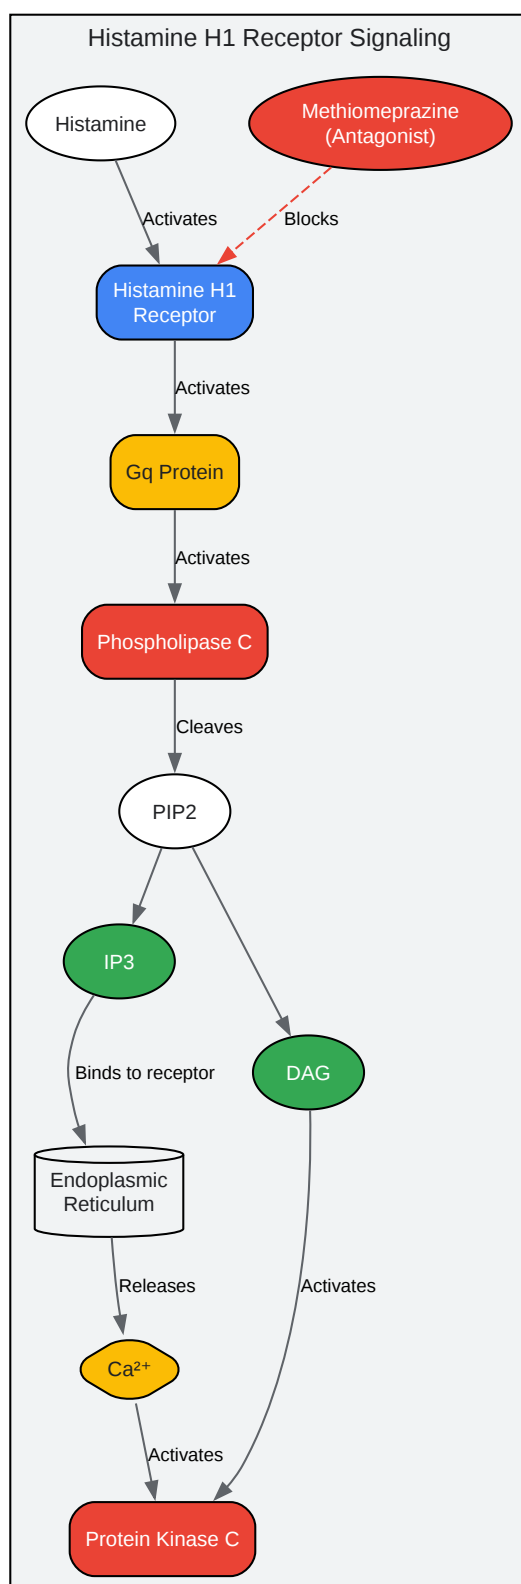 Histamine H1 Receptor Signaling
Histamine
Methiomeprazine
(Antagonist)
Activates
Blocks
Histamine H1
Receptor
Activates
Gq Protein
Activates
Phospholipase C
Cleaves
PIP2
IP3
DAG
Binds to receptor
Endoplasmic
Reticulum
Releases
Activates
Ca²⁺
Activates
Protein Kinase C